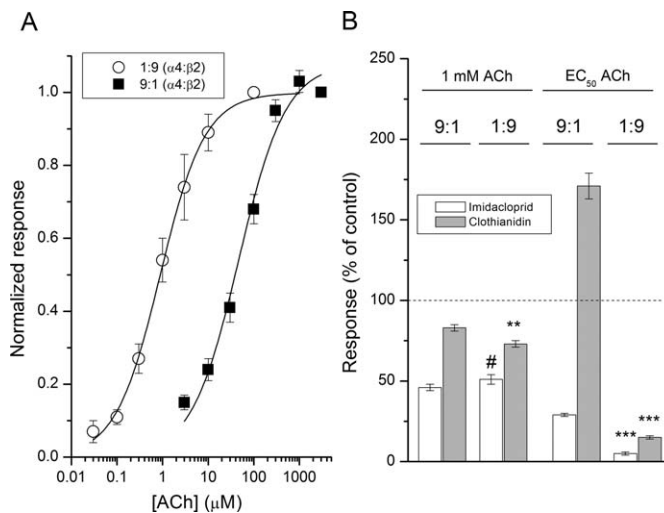 A
1:9 (α4:β2)
9:1 (α4:β2)
Normalized response
1.0
0.8
0.6
0.4
0.2
0.0
0.01 0.1 1 10 100 1000
[ACh] (μM)
B
1 mM ACh EC50 ACh
9:1 1:9 9:1 1:9
Imidacloprid
Clothianidin
Response (% of control)
250
200
150
100
50
0
#
**
***
***